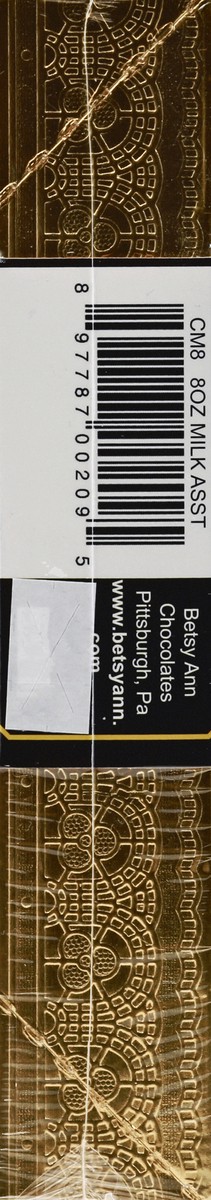 CM8 8OZ MILK ASST
8 97787 00209 5
Betsy Ann
Chocolates
Pittsburgh, Pa
www.betsyann.
com